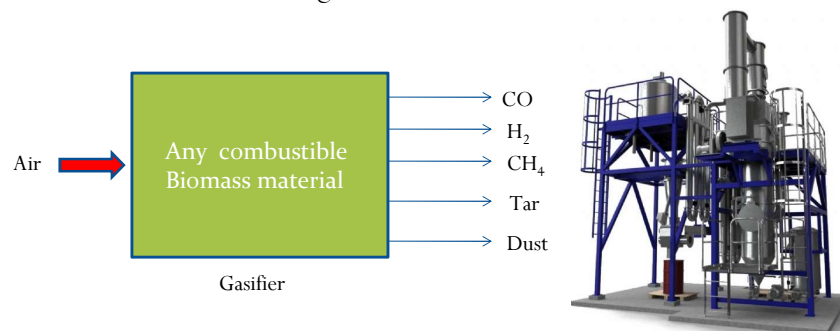 CO
H₂
Any combustible
Biomass material
Air
CH₄
Tar
Dust
Gasifier